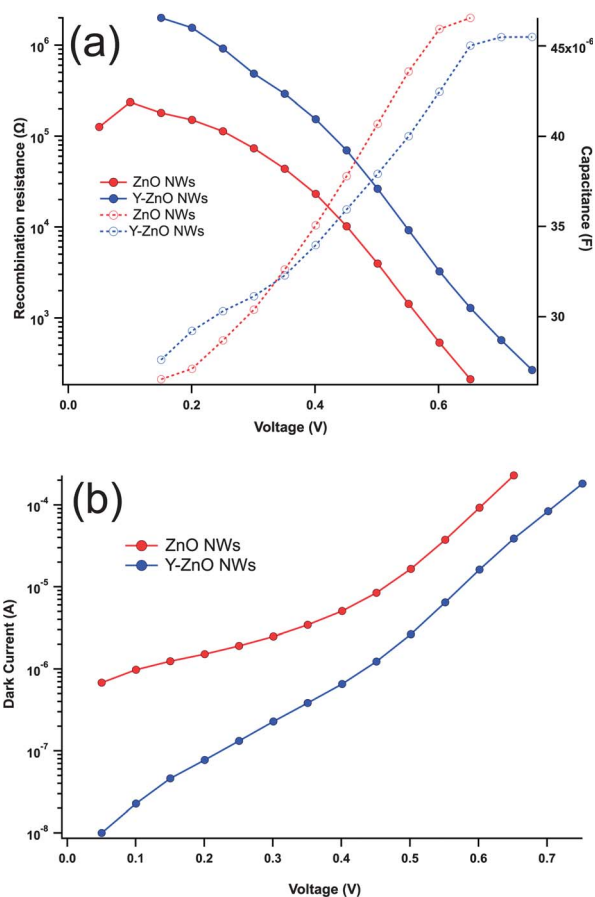 (a)
10^6
10^5
10^4
10^3
Recombination resistance (Ω)
ZnO NWs
Y-ZnO NWs
ZnO NWs
Y-ZnO NWs
45x10^-6
40
35
30
Capacitance (F)
0.0 0.2 0.4 0.6
Voltage (V)
(b)
10^-4
10^-5
10^-6
10^-7
10^-8
Dark Current (A)
ZnO NWs
Y-ZnO NWs
0.0 0.1 0.2 0.3 0.4 0.5 0.6 0.7
Voltage (V)